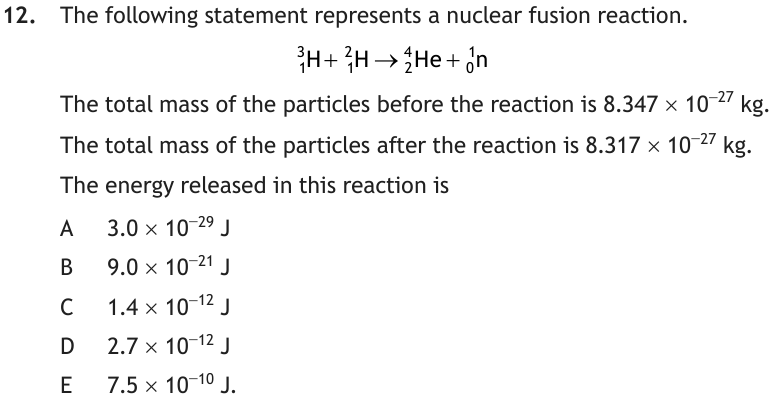 12. The following statement represents a nuclear fusion reaction.
³₁H + ²₁H → ⁴₂He + ¹₀n
The total mass of the particles before the reaction is 8.347 × 10⁻²⁷ kg.
The total mass of the particles after the reaction is 8.317 × 10⁻²⁷ kg.
The energy released in this reaction is
A 3.0 × 10⁻²⁹ J
B 9.0 × 10⁻²¹ J
C 1.4 × 10⁻¹² J
D 2.7 × 10⁻¹² J
E 7.5 × 10⁻¹⁰ J.